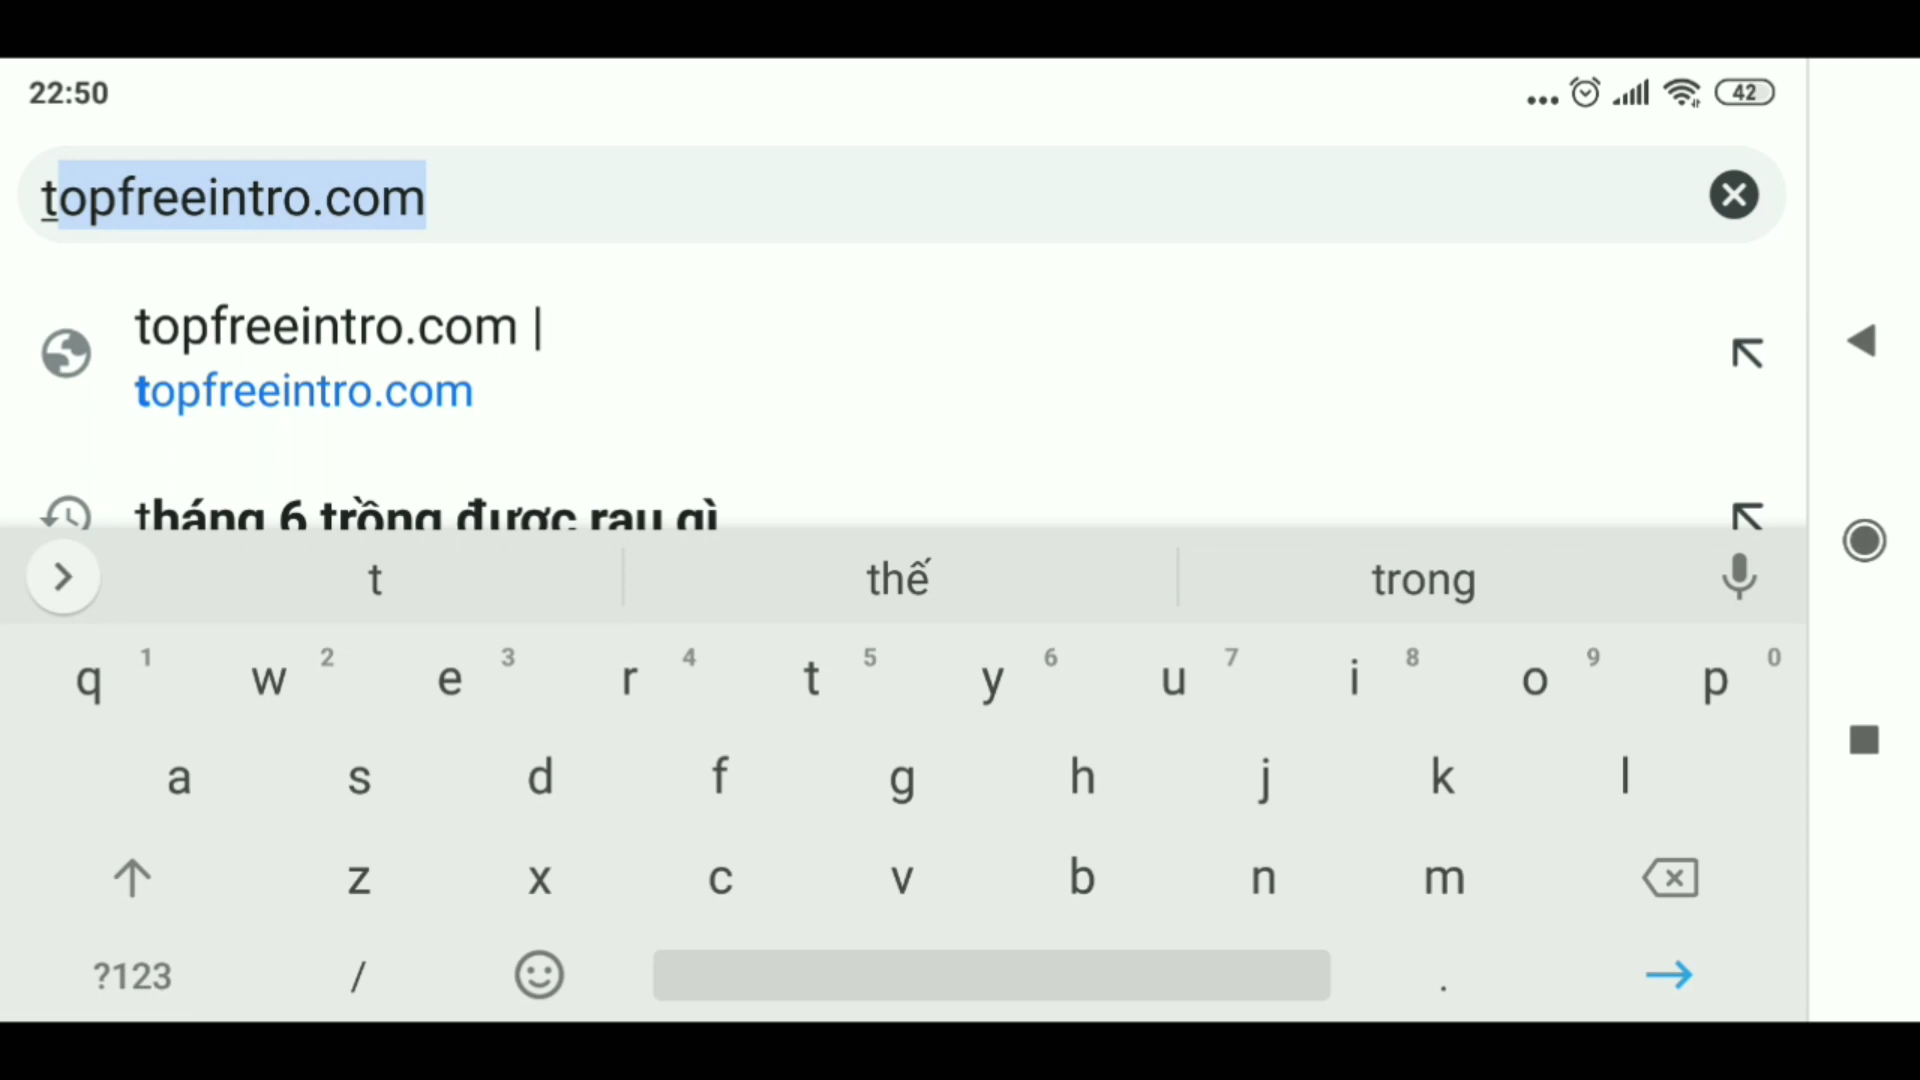 22:50
42
topfreeintro.com
topfreeintro.com |
topfreeintro.com
tháng 6 trồng được rau gì
t thế trong
q 1 w 2 e 3 r 4 t 5 y 6 u 7 i 8 o 9 p 0
a s d f g h j k l
z x c v b n m
?123 / .